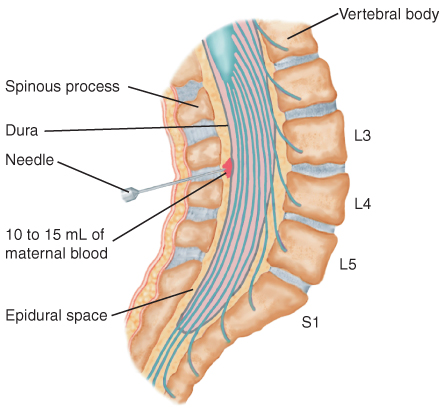 Vertebral body
Spinous process
Dura
Needle
L3
L4
10 to 15 mL of
maternal blood
L5
Epidural space
S1